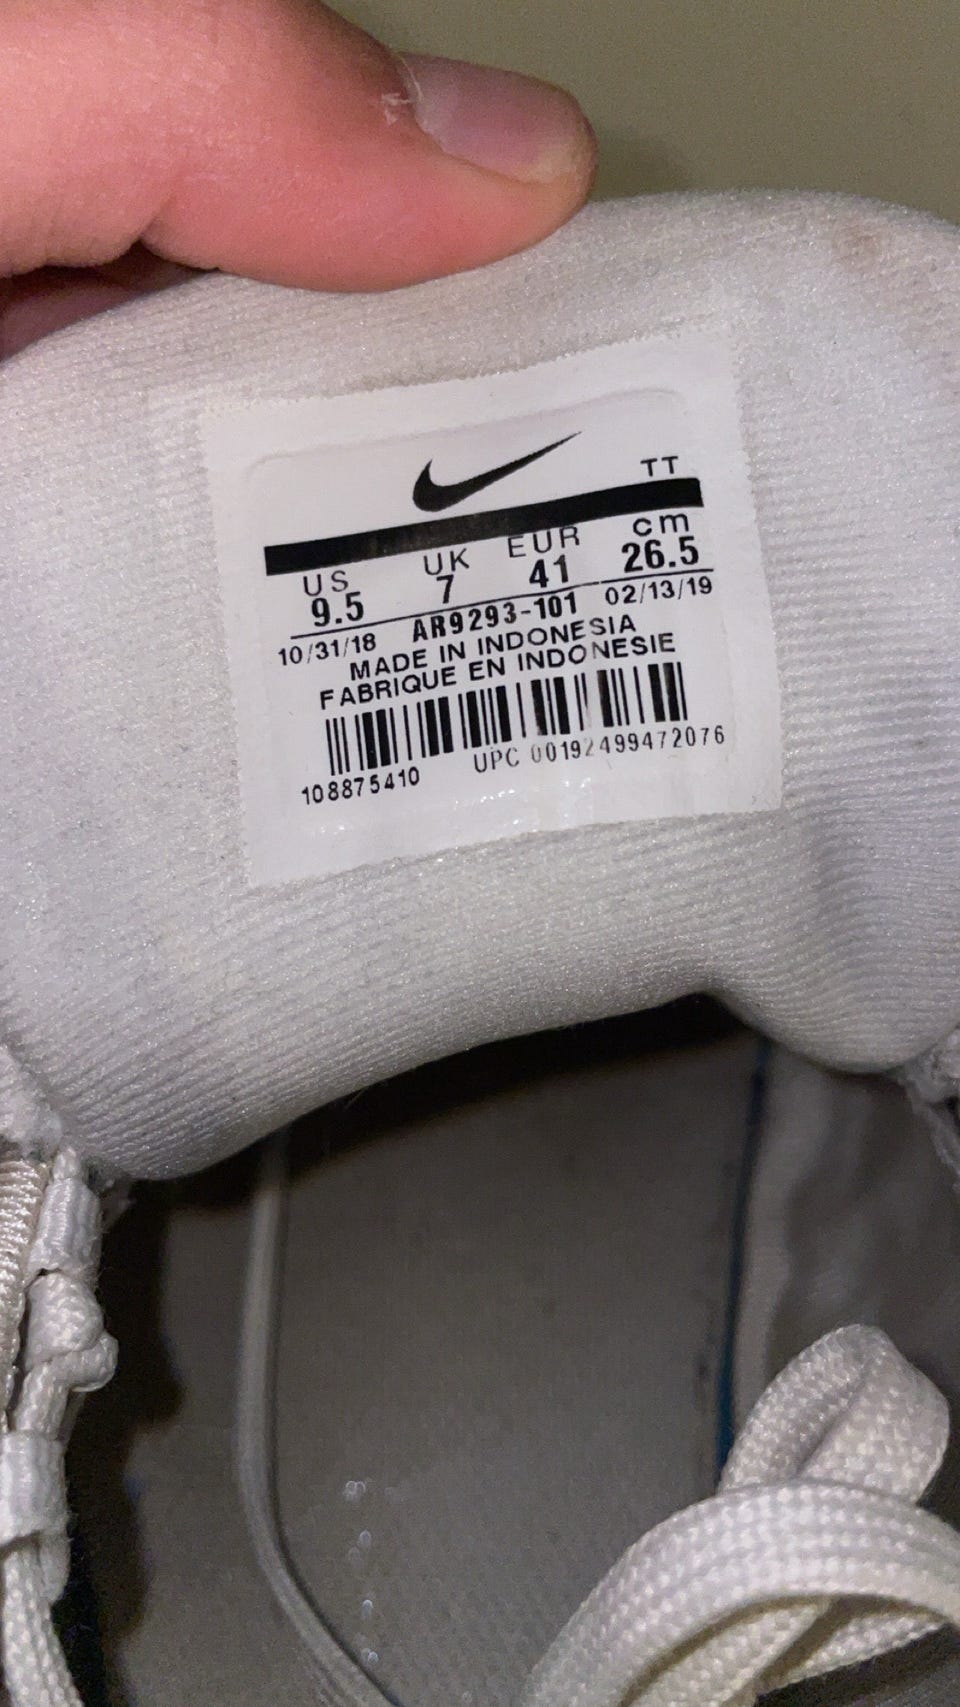 TT
US UK EUR cm
9.5 7 41 26.5
10/31/18 AR9293-101 02/13/19
MADE IN INDONESIA
FABRIQUE EN INDONESIE
108875410 UPC 00192499472076